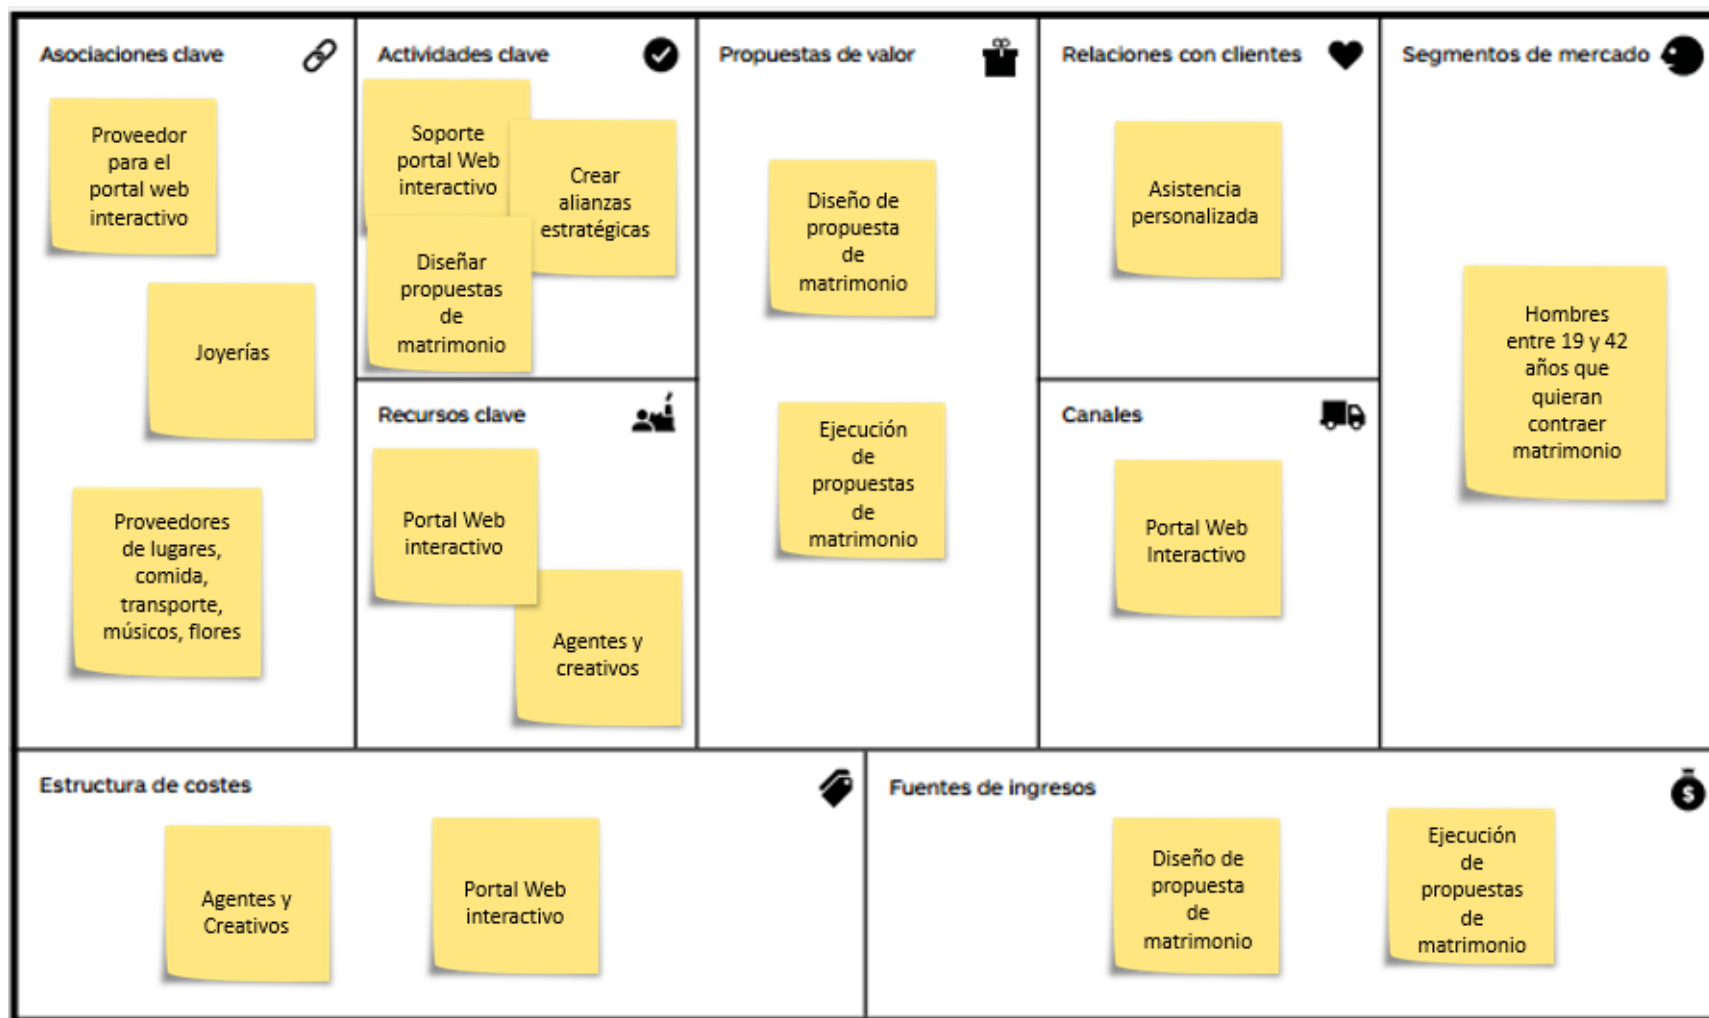 Asociaciones clave
Proveedor
para el
portal web
interactivo
Joyerías
Proveedores
de lugares,
comida,
transporte,
músicos, flores
Actividades clave
Soporte
portal Web
interactivo
Crear
alianzas
estratégicas
Diseñar
propuestas
de
matrimonio
Recursos clave
Portal Web
interactivo
Agentes y
creativos
Propuestas de valor
Diseño de
propuesta
de
matrimonio
Ejecución
de
propuestas
de
matrimonio
Relaciones con clientes
Asistencia
personalizada
Canales
Portal Web
Interactivo
Segmentos de mercado
Hombres
entre 19 y 42
años que
quieran
contraer
matrimonio
Estructura de costes
Agentes y
Creativos
Portal Web
interactivo
Fuentes de ingresos
$
Diseño de
propuesta
de
matrimonio
Ejecución
de
propuestas
de
matrimonio